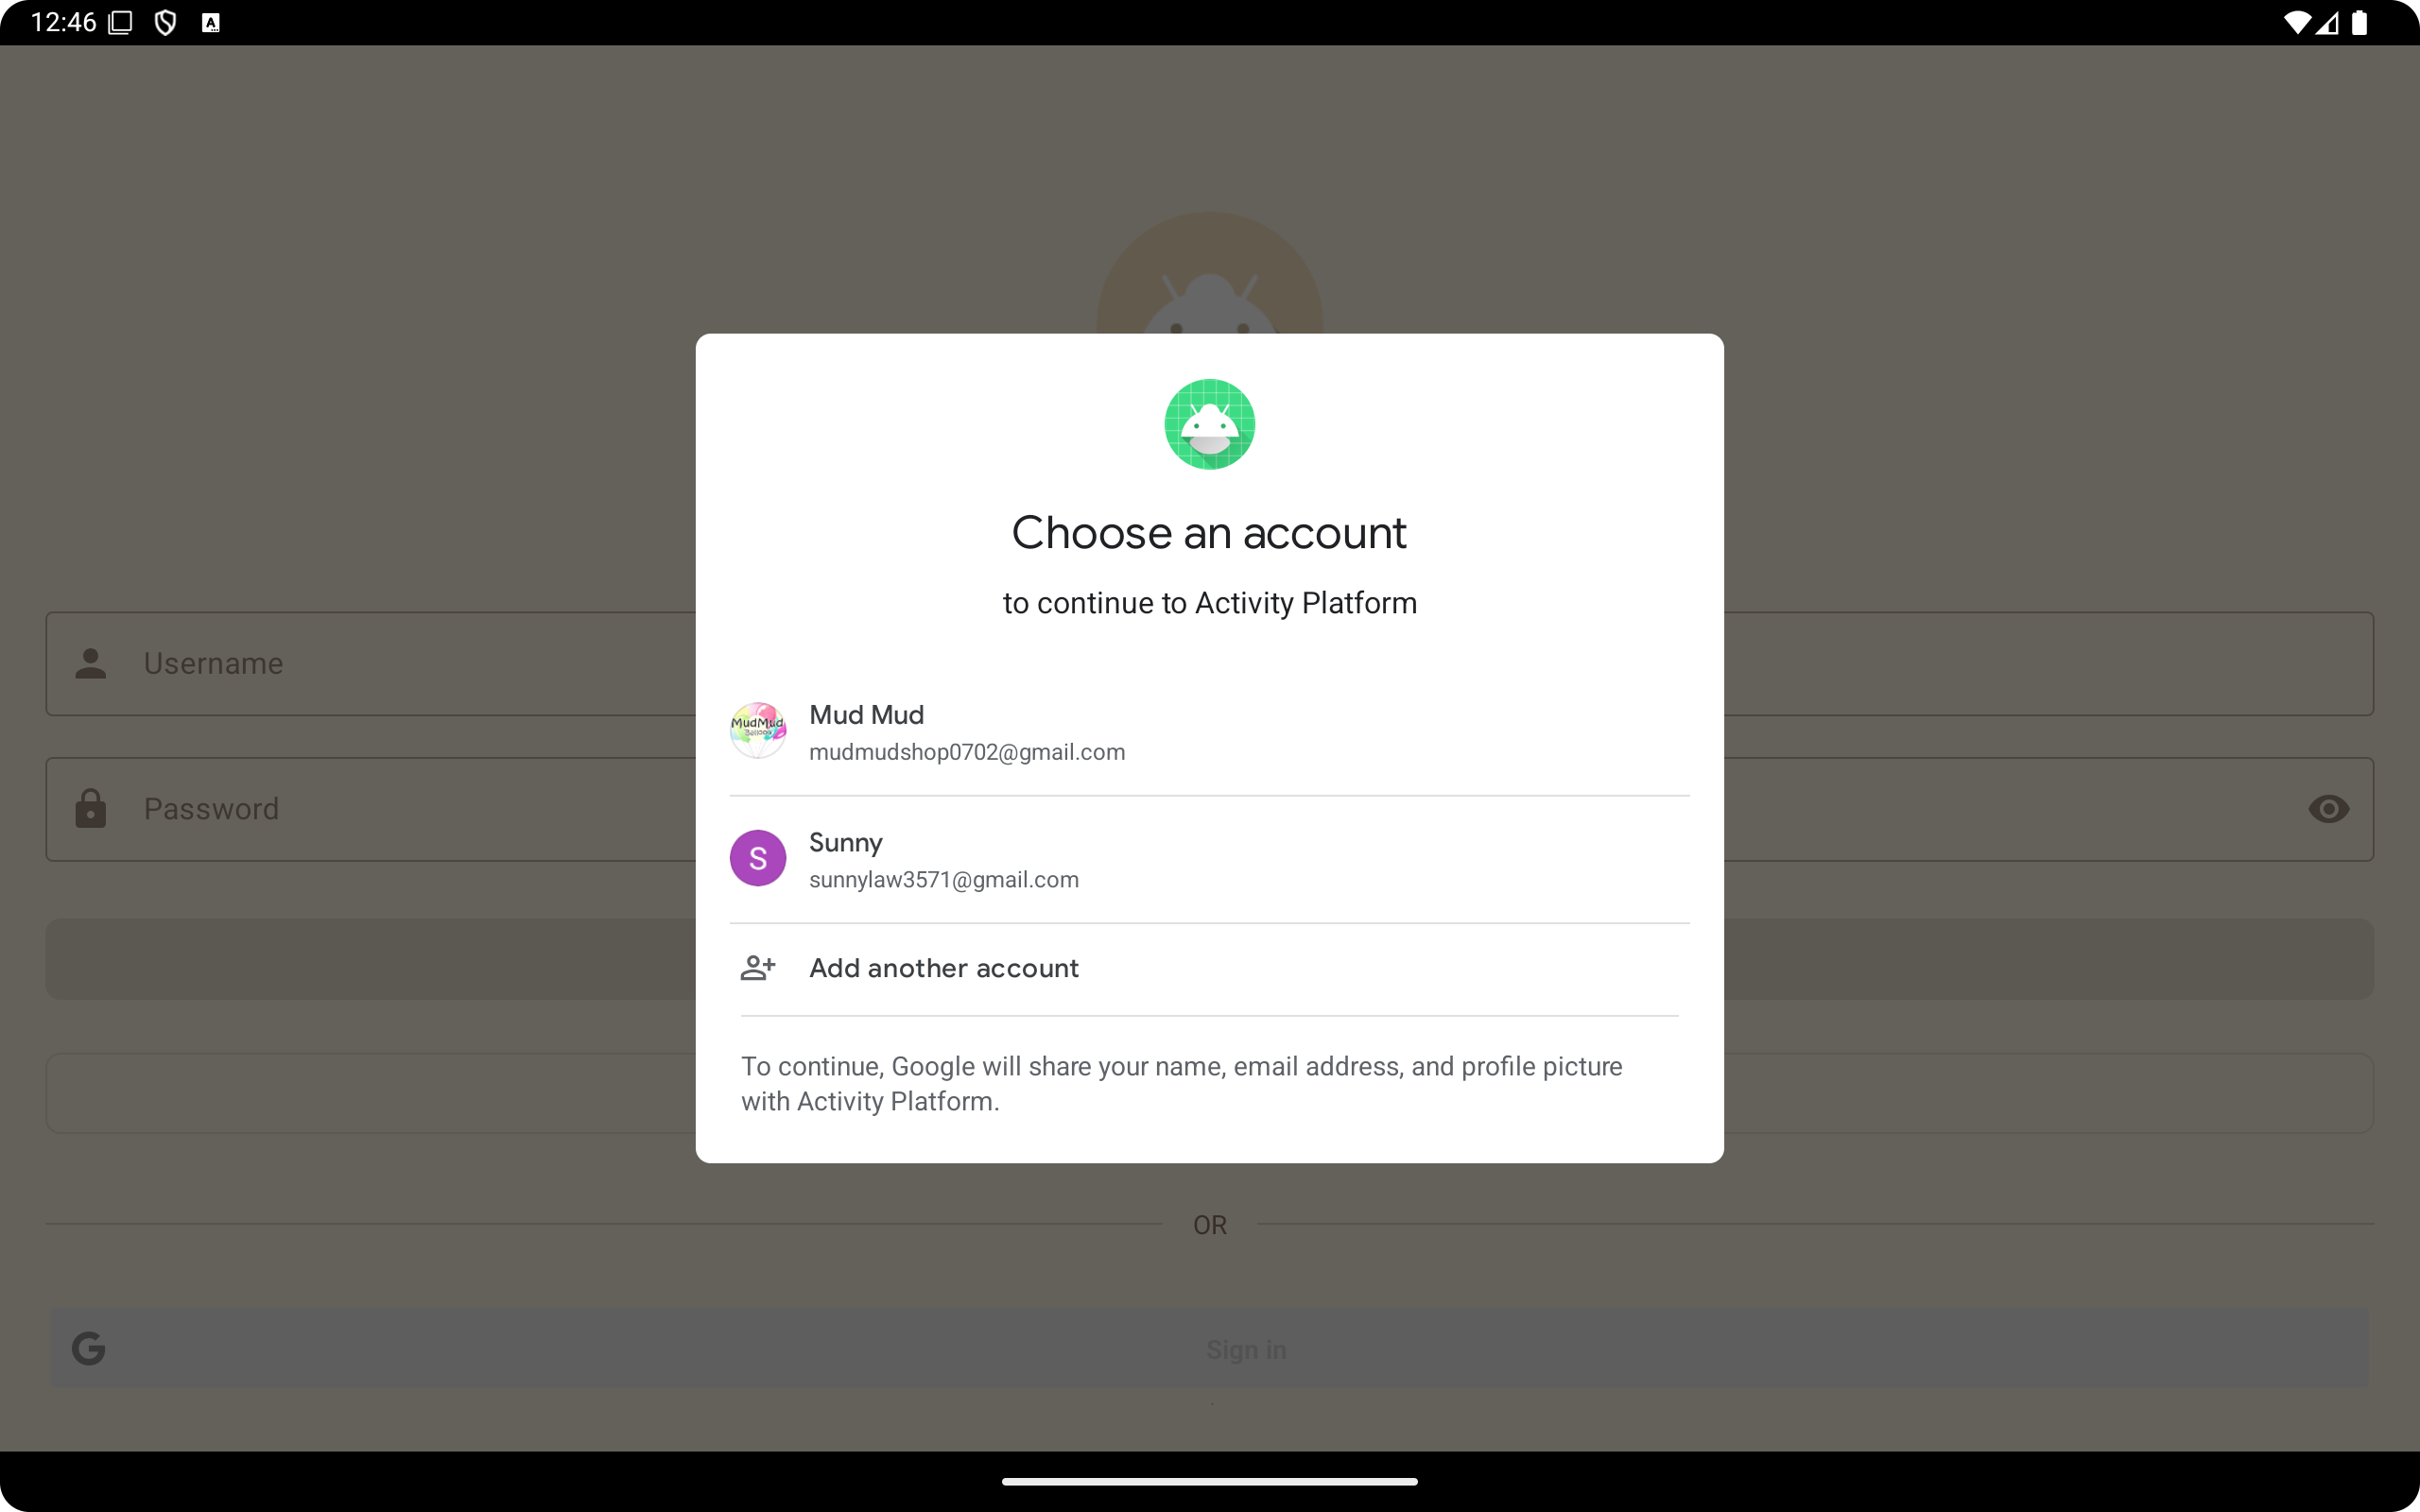 12:46
Choose an account
to continue to Activity Platform
Username
Mud Mud
mudmudshop0702@gmail.com
Password
MudMud
Balloon
Sunny
S
sunnylaw3571@gmail.com
Add another account
To continue, Google will share your name, email address, and profile picture
with Activity Platform.
OR
G
Sign in